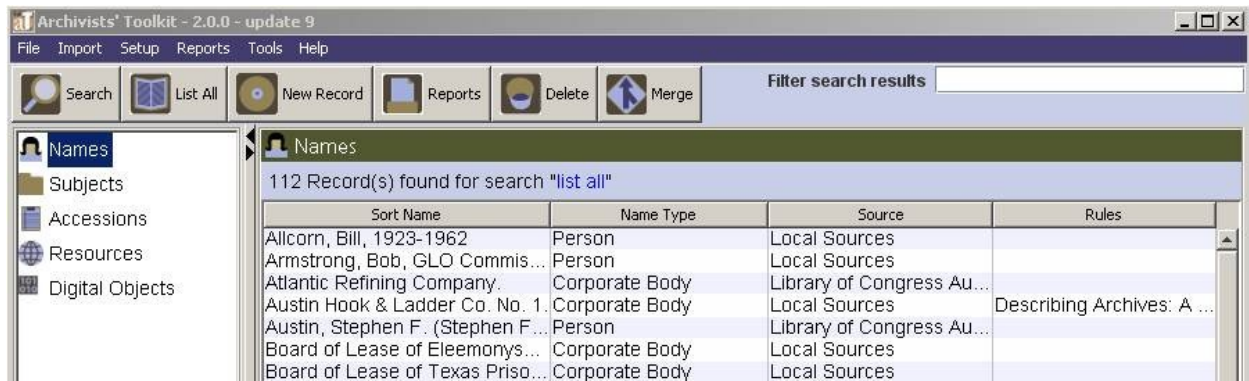 Archivists' Toolkit - 2.0.0 - update 9
File Import Setup Reports Tools Help
Search List All New Record Reports Delete Merge Filter search results
Names
Subjects
Accessions
Resources
Digital Objects
Names
112 Record(s) found for search "list all"
Sort Name Name Type Source Rules
Allcorn, Bill, 1923-1962 Person Local Sources
Armstrong, Bob, GLO Commis... Person Local Sources
Atlantic Refining Company. Corporate Body Library of Congress Au...
Austin Hook & Ladder Co. No. 1. Corporate Body Local Sources Describing Archives: A ...
Austin, Stephen F. (Stephen F... Person Library of Congress Au...
Board of Lease of Eleemonys... Corporate Body Local Sources
Board of Lease of Texas Priso... Corporate Body Local Sources